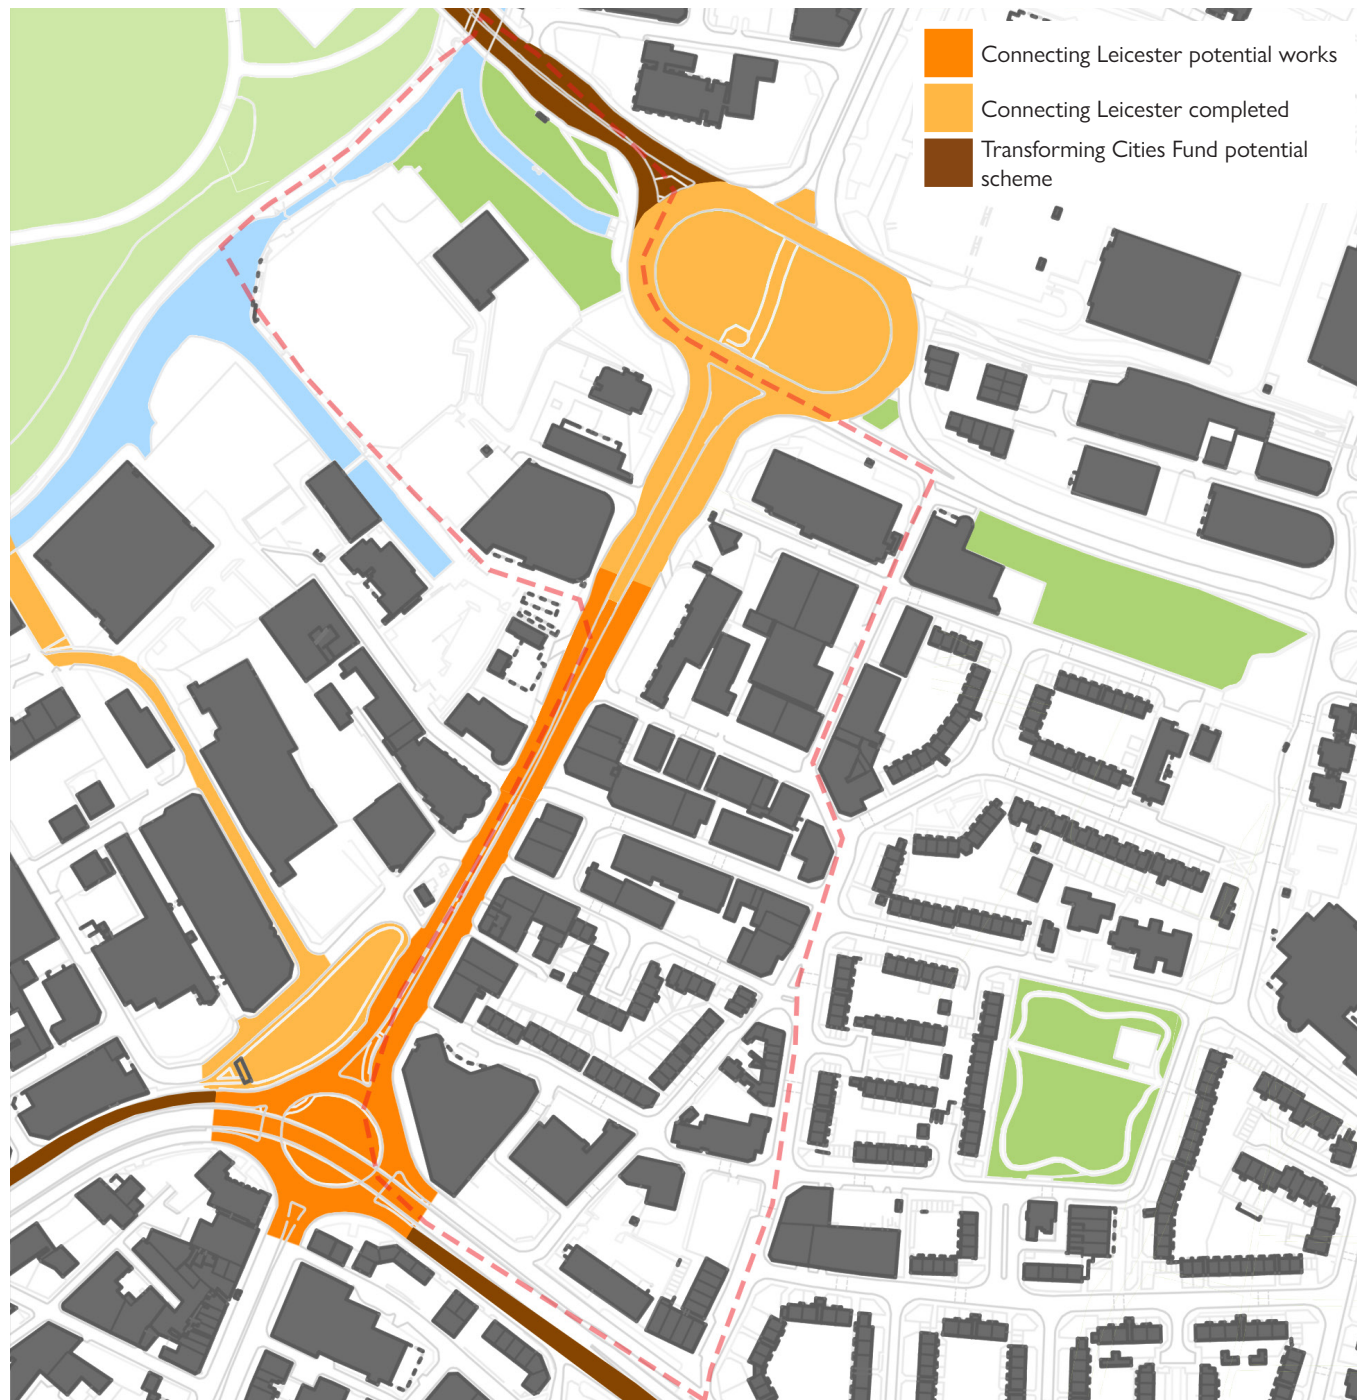 Connecting Leicester potential works
Connecting Leicester completed
Transforming Cities Fund potential
scheme